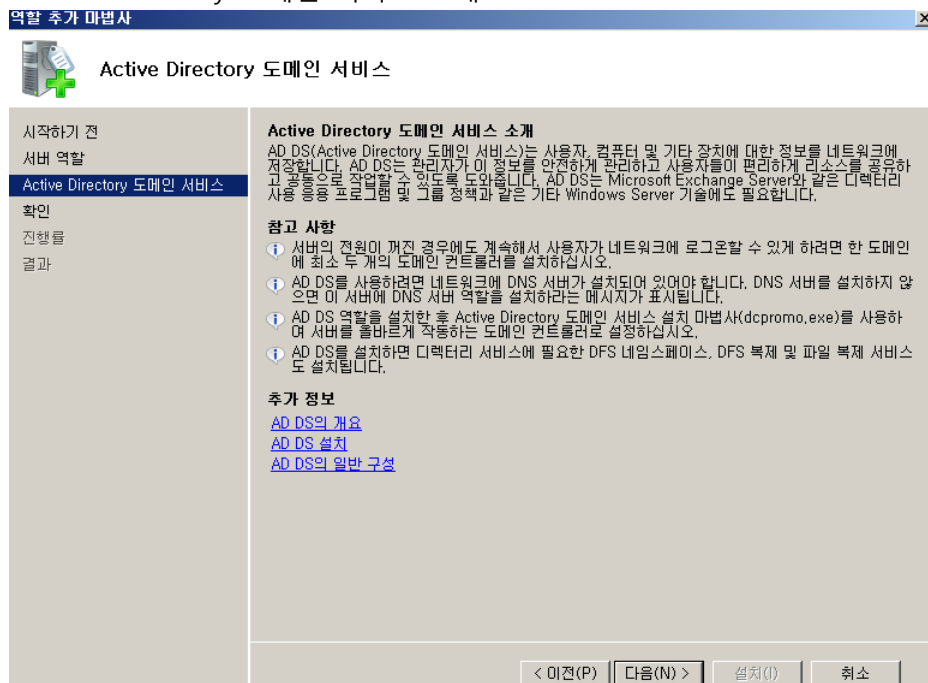 역할 추가 마법사
Active Directory 도메인 서비스
시작하기 전
서버 역할
Active Directory 도메인 서비스
확인
진행률
결과
Active Directory 도메인 서비스 소개
AD DS(Active Directory 도메인 서비스)는 사용자, 컴퓨터 및 기타 장치에 대한 정보를 네트워크에
저장합니다. AD DS는 관리자가 이 정보를 안전하게 관리하고 사용자들이 편리하게 리소스를 공유하
고 공동으로 작업할 수 있도록 도와줍니다. AD DS는 Microsoft Exchange Server와 같은 디렉터리
사용 응용 프로그램 및 그룹 정책과 같은 기타 Windows Server 기술에도 필요합니다.
참고 사항
서버의 전원이 꺼진 경우에도 계속해서 사용자가 네트워크에 로그온할 수 있게 하려면 한 도메인
에 최소 두 개의 도메인 컨트롤러를 설치하십시오.
AD DS를 사용하려면 네트워크에 DNS 서버가 설치되어 있어야 합니다. DNS 서버를 설치하지 않
으면 이 서버에 DNS 서버 역할을 설치하라는 메시지가 표시됩니다.
AD DS 역할을 설치한 후 Active Directory 도메인 서비스 설치 마법사(dcpromo.exe)를 사용하
여 서버를 올바르게 작동하는 도메인 컨트롤러로 설정하십시오.
AD DS를 설치하면 디렉터리 서비스에 필요한 DFS 네임스페이스, DFS 복제 및 파일 복제 서비스
도 설치됩니다.
추가 정보
AD DS의 개요
AD DS 설치
AD DS의 일반 구성
< 이전(P) 다음(N) > 설치(I) 취소